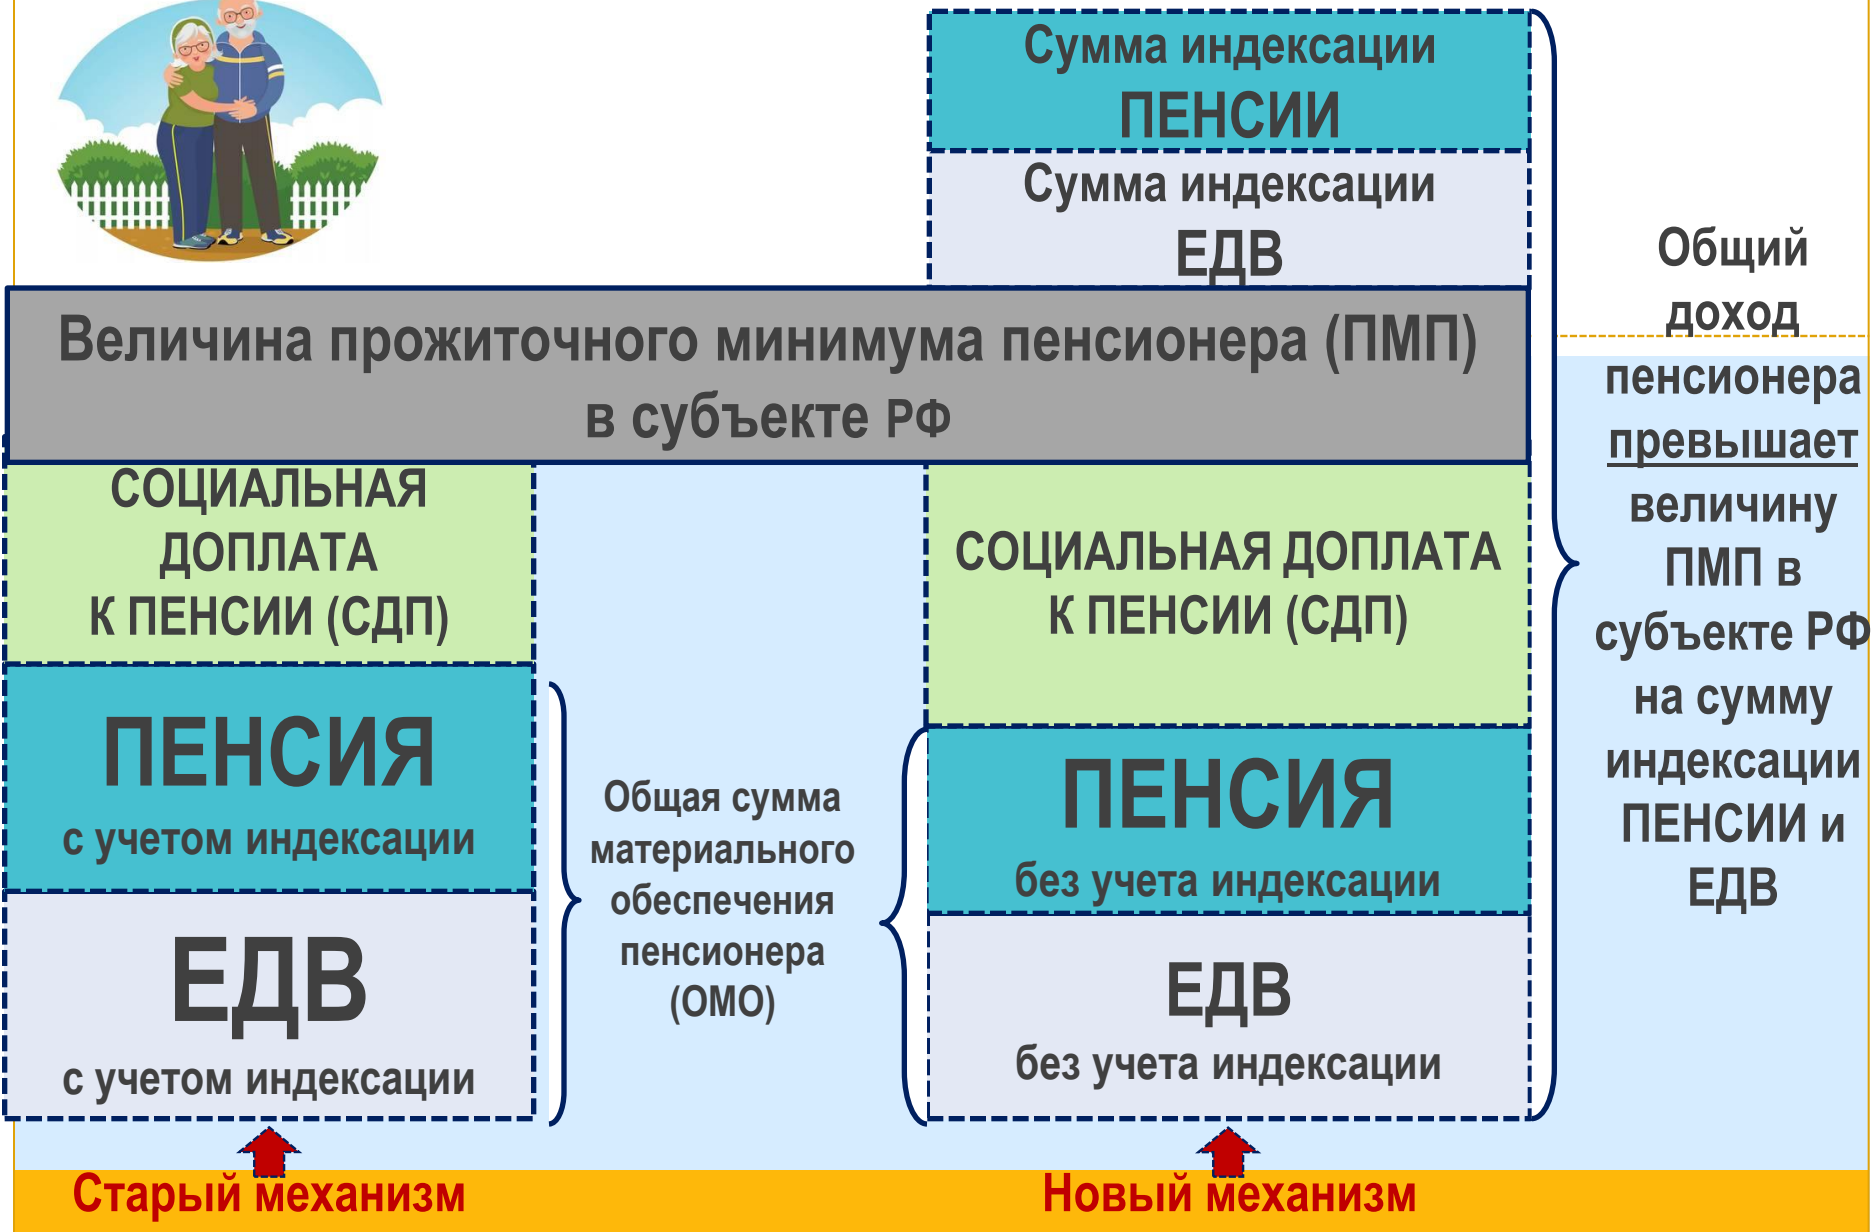 Сумма индексации
ПЕНСИИ
Сумма индексации
ЕДВ
Величина прожиточного минимума пенсионера (ПМП)
в субъекте РФ
СОЦИАЛЬНАЯ
ДОПЛАТА
К ПЕНСИИ (СДП)
ПЕНСИЯ
с учетом индексации
ЕДВ
с учетом индексации
Общая сумма
материального
обеспечения
пенсионера
(ОМО)
СОЦИАЛЬНАЯ ДОПЛАТА
К ПЕНСИИ (СДП)
ПЕНСИЯ
без учета индексации
ЕДВ
без учета индексации
Общий
доход
пенсионера
превышает
величину
ПМП в
субъекте РФ
на сумму
индексации
ПЕНСИИ и
ЕДВ
Старый механизм
Новый механизм